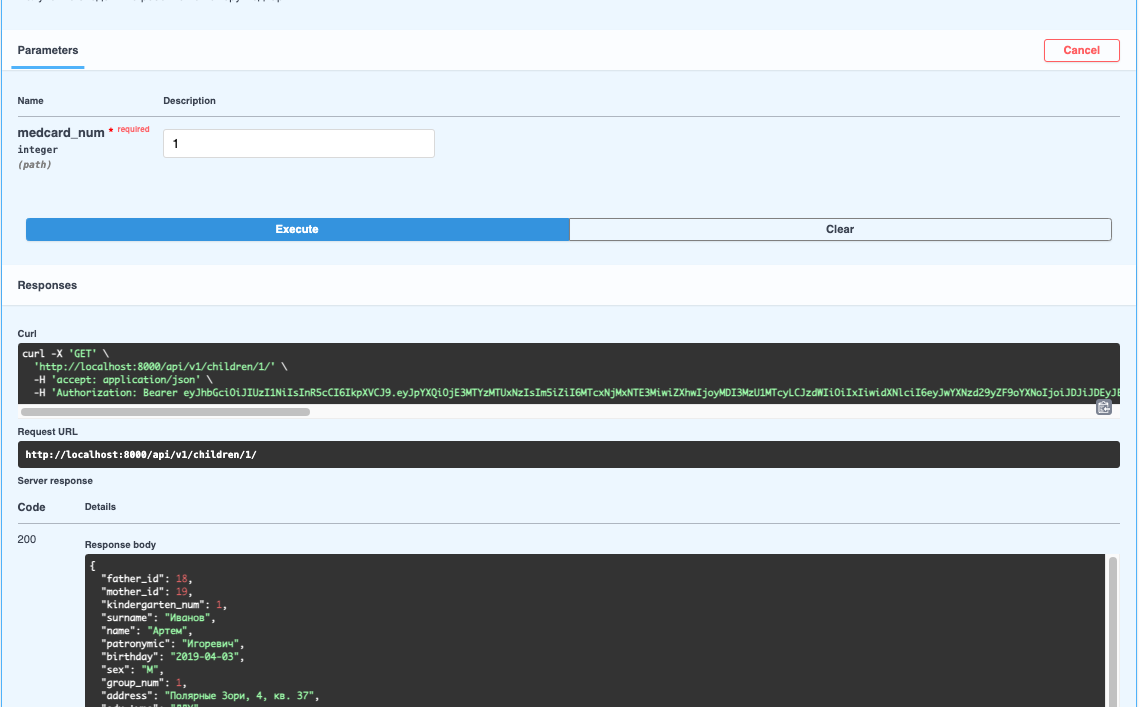 Parameters
Cancel
Name Description
medcard_num * required
integer
(path)
1
Execute Clear
Responses
Curl
curl -X 'GET' \
'http://localhost:8000/api/v1/children/1/' \
-H 'accept: application/json' \
-H 'Authorization: Bearer
Request URL
http://localhost:8000/api/v1/children/1/
Server response
Code Details
200
Response body
{
"father_id": 18,
"mother_id": 19,
"kindergarten_num": 1,
"surname": "Иванов",
"name": "Артем",
"patronymic": "Игоревич",
"birthday": "2019-04-03",
"sex": "М",
"group_num": 1,
"address": "Полярные Зори, 4, кв. 37",